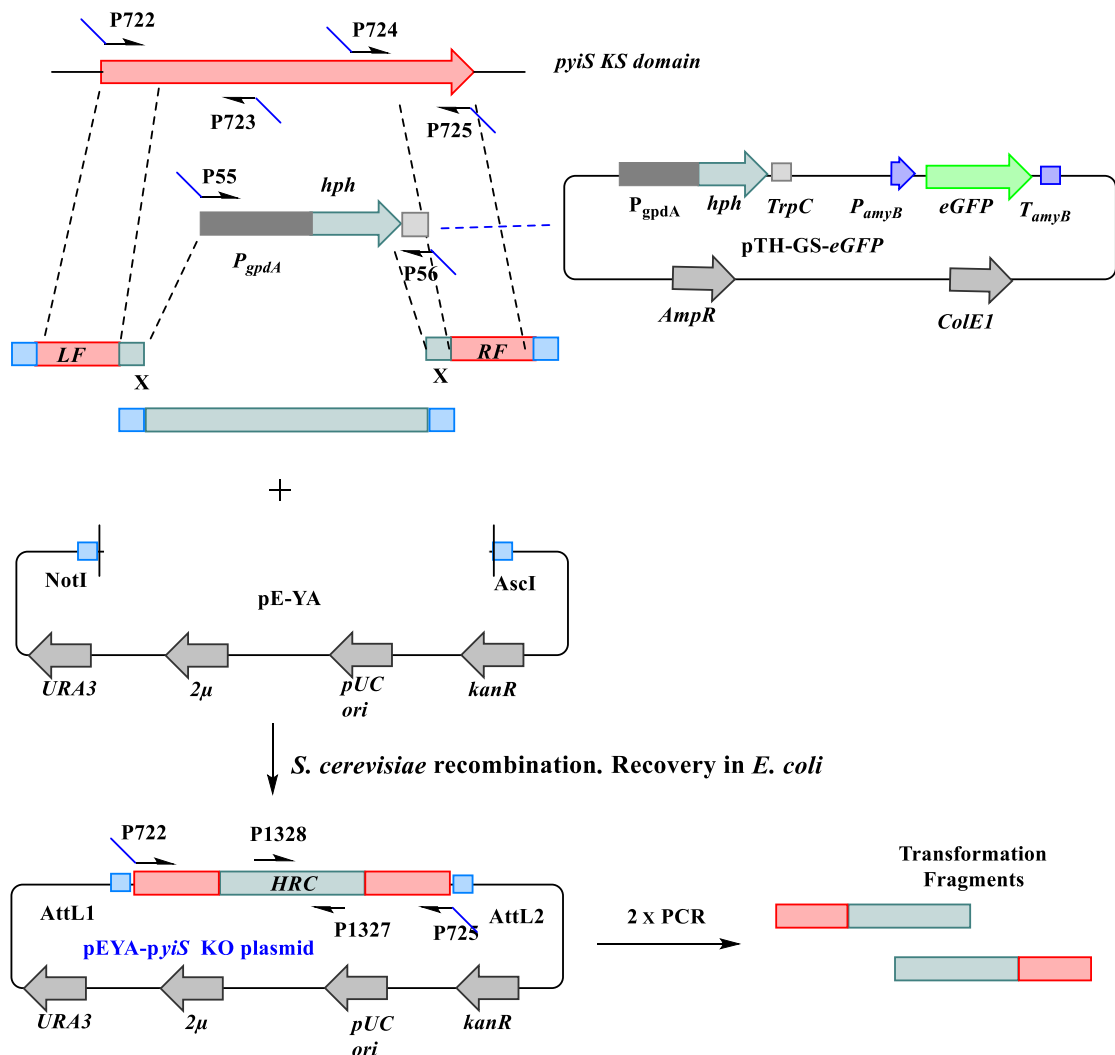 P722
P724
pyiS KS domain
P723
P725
P55
hph
PgpdA
P56
PgpdA
hph
TrpC
PamyB
eGFP
TamyB
pTH-GS-eGFP
AmpR
ColE1
LF
X
RF
X
+
NotI
AscI
pE-YA
URA3
2μ
pUC
ori
kanR
S. cerevisiae recombination. Recovery in E. coli
P722
P1328
HRC
AttL1
P1327
P725
AttL2
pEYA-pyiS KO plasmid
URA3
2μ
pUC
ori
kanR
2 x PCR
Transformation
Fragments